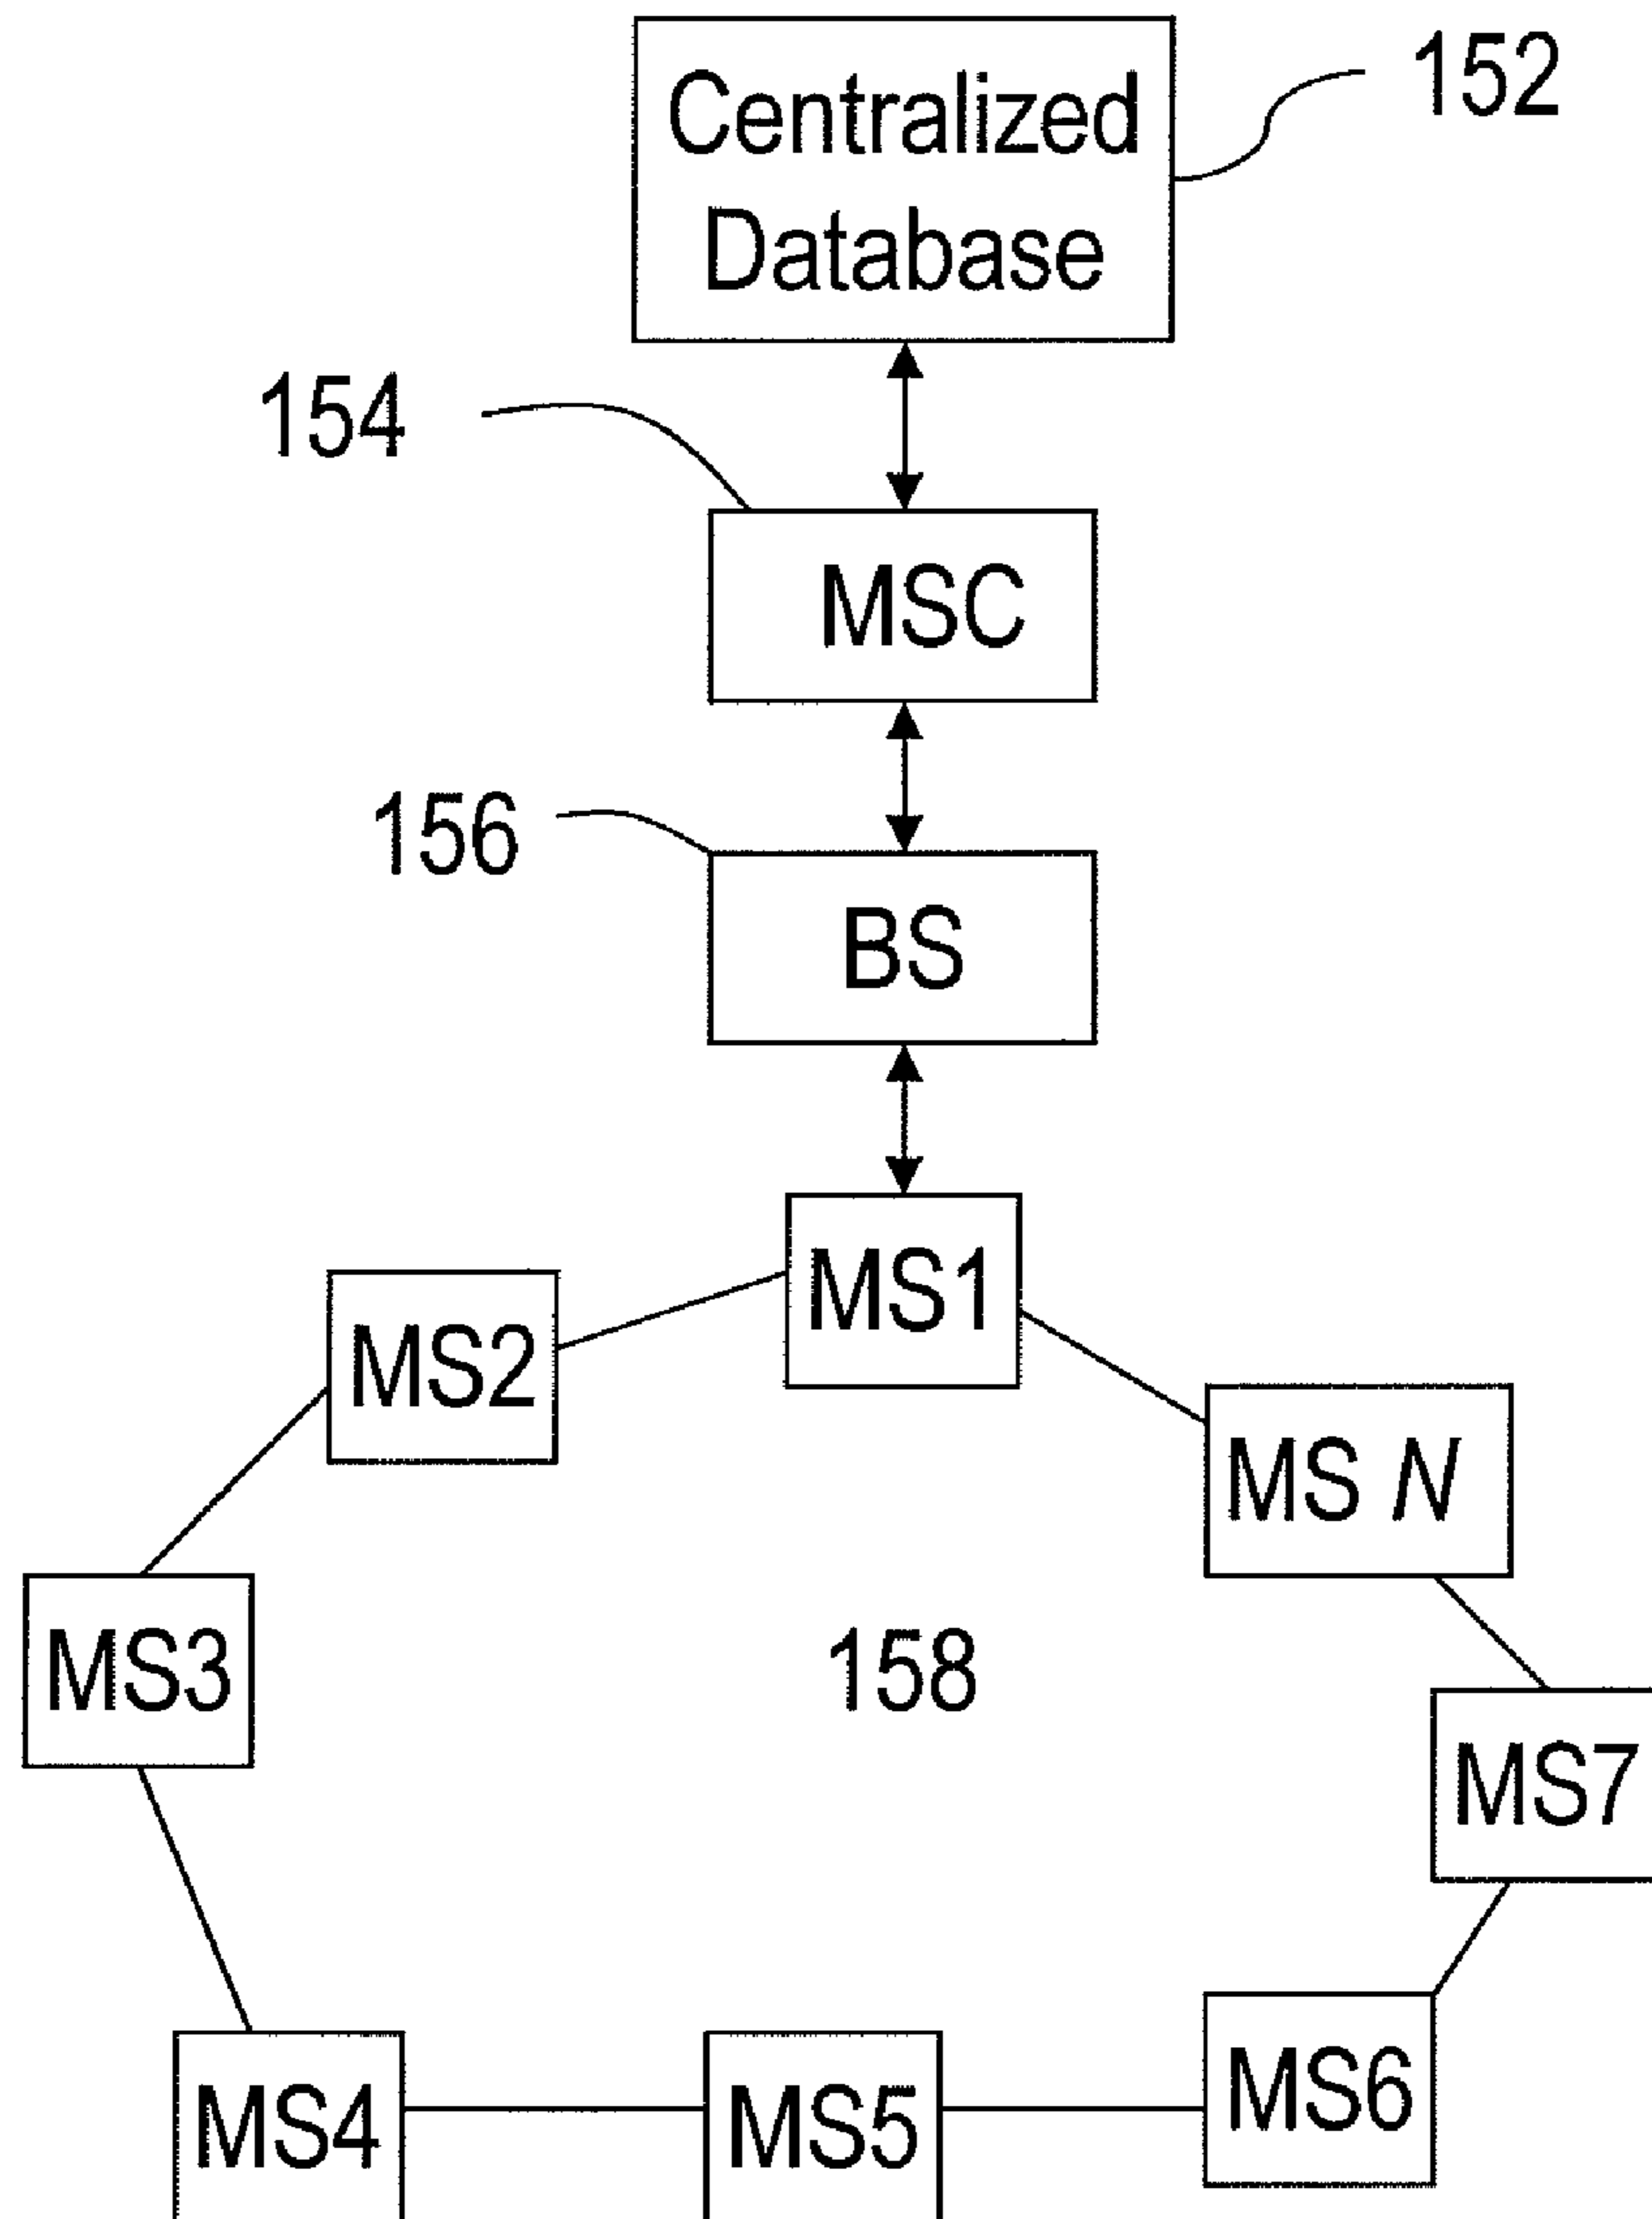 Centralized
Database
152
154
MSC
156
BS
MS1
MS2
MS N
MS3
158
MS7
MS6
MS4
MS5